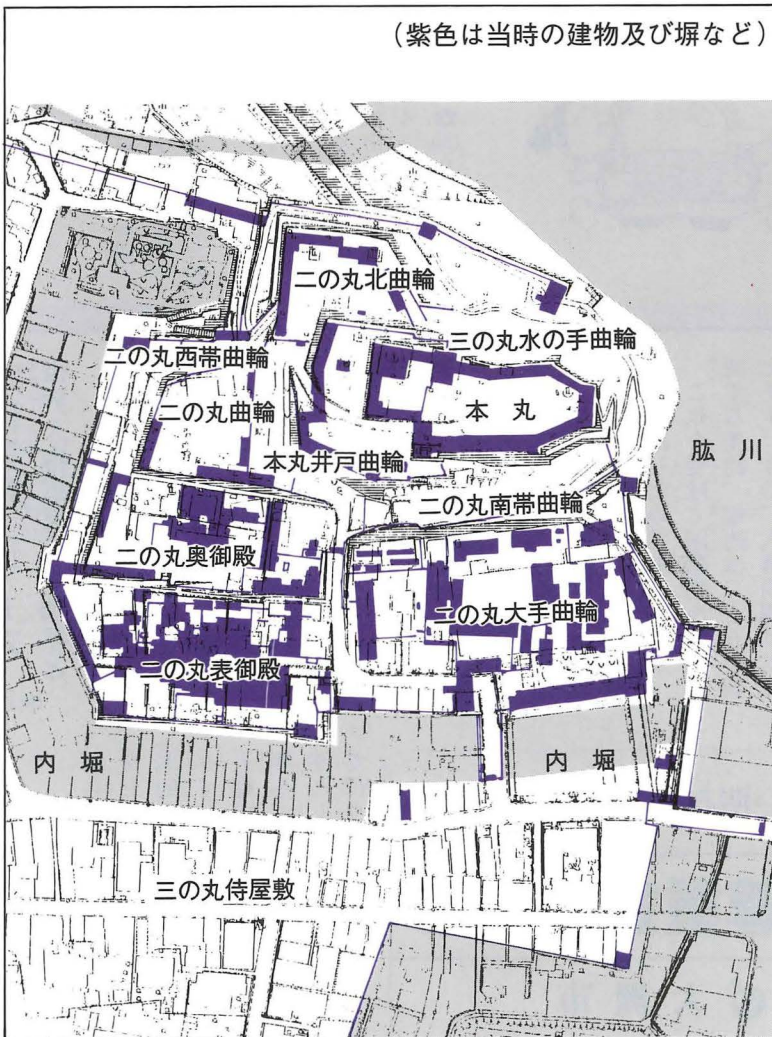 (紫色は当時の建物及び塀など)
二の丸北曲輪
三の丸水の手曲輪
二の丸西帯曲輪
二の丸曲輪
本丸
肱川
本丸井戸曲輪
二の丸南帯曲輪
二の丸奥御殿
二の丸大手曲輪
二の丸表御殿
内堀
内堀
三の丸侍屋敷